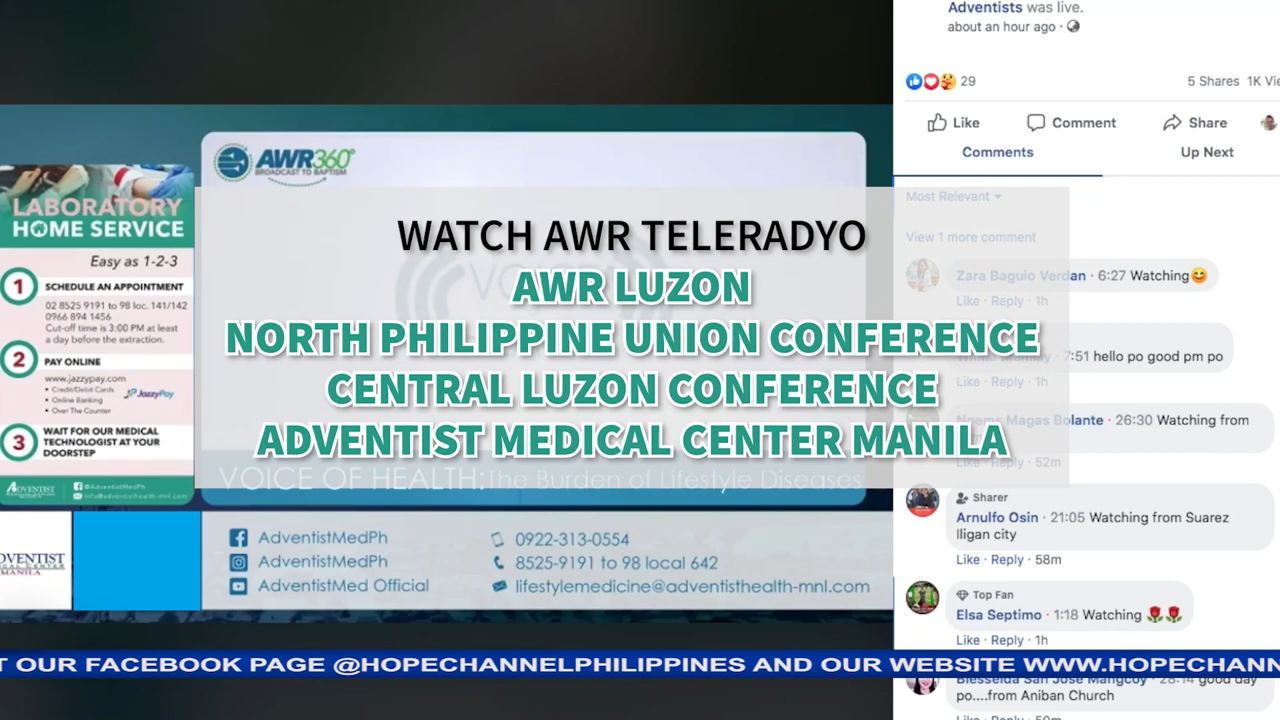 Adventists was live.
about an hour ago
29
5 Shares 1K
Like Comment Share
Comments Up Next
Most Relevant
View 1 more comment
Zara Baguio Verdan · 6:27 Watching😊
Like · Reply · 1h
7:51 hello po good pm po
Like · Reply · 1h
Magas Bolante · 26:30 Watching from
Like · Reply · 52m
Sharer
Arnulfo Osin · 21:05 Watching from Suarez
Iligan city
Like · Reply · 58m
Top Fan
Elsa Septimo · 1:18 Watching 🌹🌹
Like · Reply · 1h
San Jose Mangcoy · 28:14 good day
po....from Aniban Church
Like · Reply · 50m
AWR360°
BROADCAST TO BAPTISM
LABORATORY
HOME SERVICE
Easy as 1-2-3
1 SCHEDULE AN APPOINTMENT
02 8525 9191 to 98 loc. 141/142
0966 894 1456
Cut-off time is 3:00 PM at least
a day before the extraction.
2 PAY ONLINE
www.jazzypay.com
• Credit/Debit Cards
• Online Banking
• Over The Counter
JazzyPay
3 WAIT FOR OUR MEDICAL
TECHNOLOGIST AT YOUR
DOORSTEP
ADVENTIST
@AdventistMedPh
info@adventisthealth-mnl.com
WATCH AWR TELERADYO
AWR LUZON
NORTH PHILIPPINE UNION CONFERENCE
CENTRAL LUZON CONFERENCE
ADVENTIST MEDICAL CENTER MANILA
VOICE OF HEALTH: The Burden of Lifestyle Diseases
MANILA
AdventistMedPh
AdventistMedPh
AdventistMed Official
0922-313-0554
8525-9191 to 98 local 642
lifestylemedicine@adventisthealth-mnl.com
T OUR FACEBOOK PAGE @HOPECHANNELPHILIPPINES AND OUR WEBSITE WWW.HOPECHANN